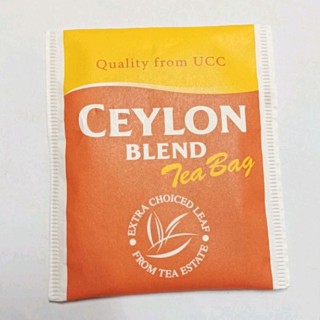 Quality from UCC
CEYLON
BLEND
Tea Bag
EXTRA CHOICED LEAF
FROM TEA ESTATE